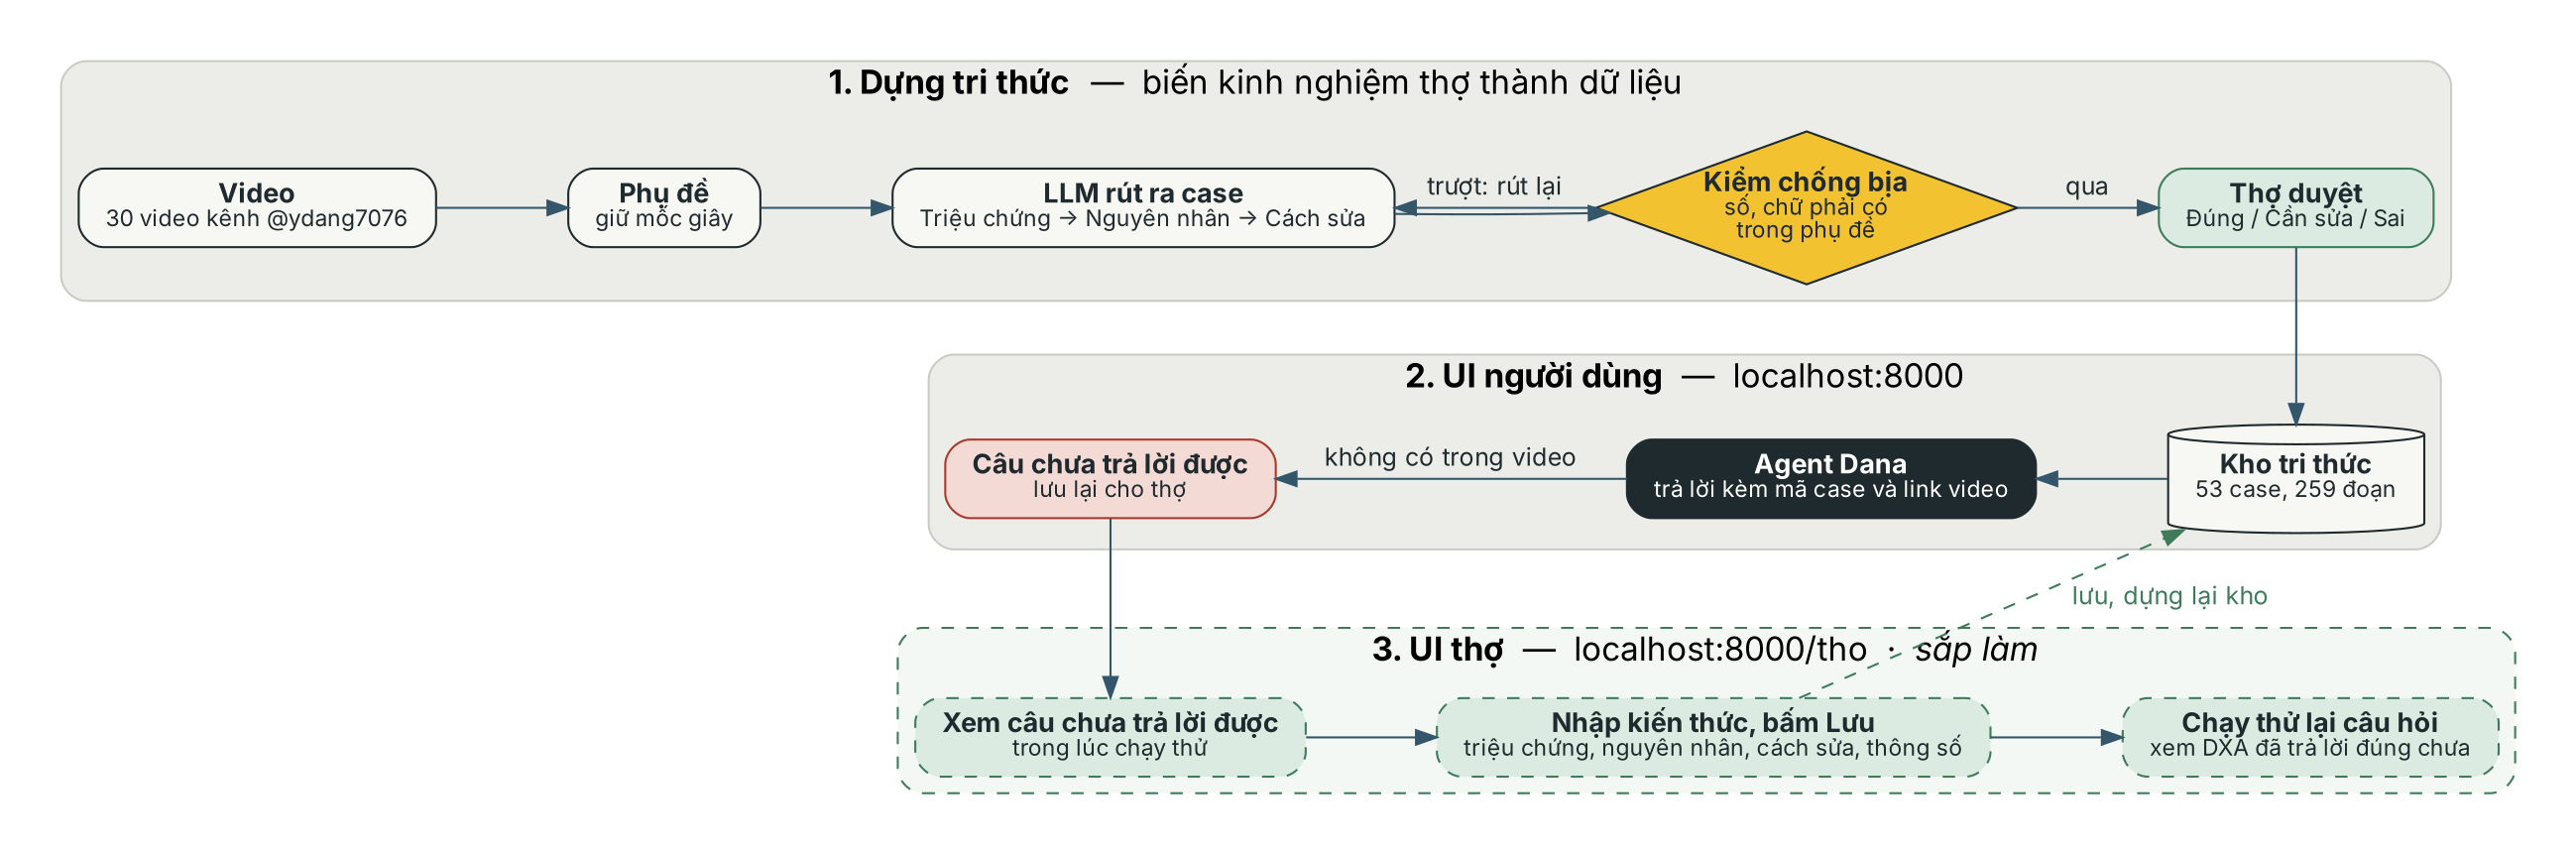 1. Dựng tri thức — biến kinh nghiệm thợ thành dữ liệu
Video
30 video kênh @ydang7076
Phụ đề
giữ mốc giây
LLM rút ra case
Triệu chứng → Nguyên nhân → Cách sửa
trượt: rút lại
Kiểm chống bịa
số, chữ phải có
trong phụ đề
qua
Thợ duyệt
Đúng / Cần sửa / Sai
2. UI người dùng — localhost:8000
Câu chưa trả lời được
lưu lại cho thợ
không có trong video
Agent Dana
trả lời kèm mã case và link video
Kho tri thức
53 case, 259 đoạn
lưu, dựng lại kho
3. UI thợ — localhost:8000/tho · sắp làm
Xem câu chưa trả lời được
trong lúc chạy thử
Nhập kiến thức, bấm Lưu
triệu chứng, nguyên nhân, cách sửa, thông số
Chạy thử lại câu hỏi
xem DXA đã trả lời đúng chưa